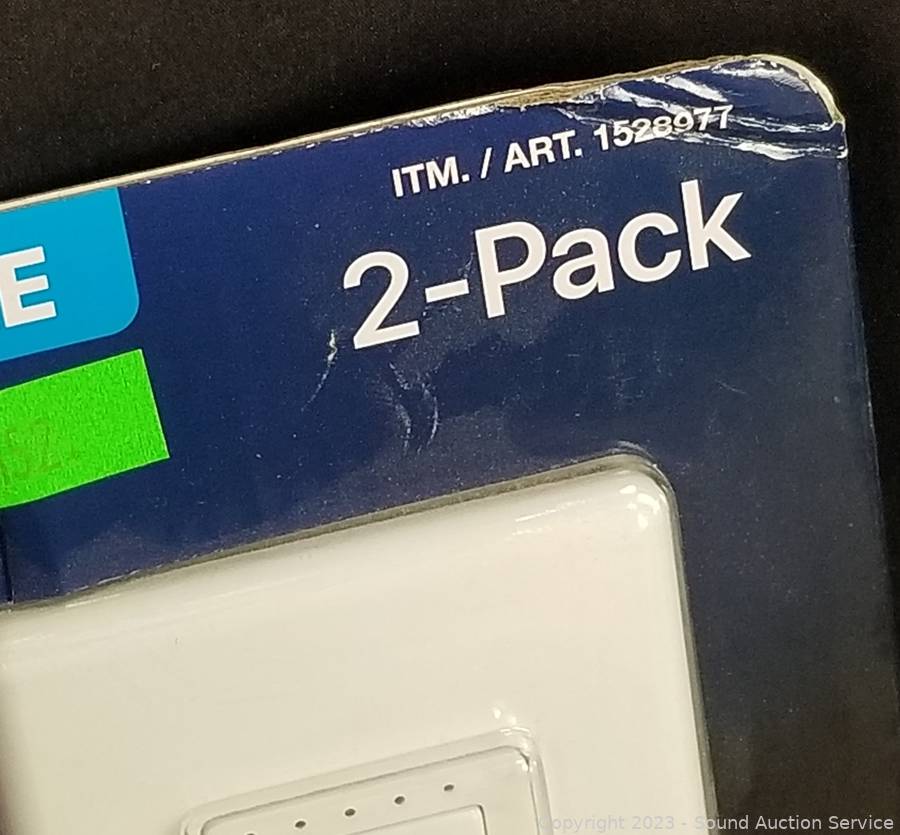 ITM. / ART. 1528977
2-Pack
E
Copyright 2023 - Sound Auction Service